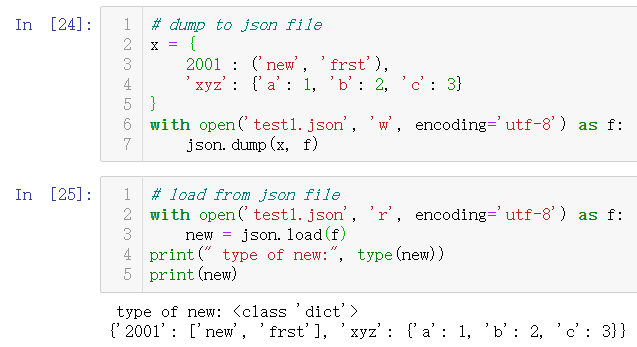 In [24]:
1 # dump to json file
2 x = {
3     2001 : ('new', 'frst'),
4     'xyz': {'a': 1, 'b': 2, 'c': 3}
5 }
6 with open('test1.json', 'w', encoding='utf-8') as f:
7     json.dump(x, f)
In [25]:
1 # load from json file
2 with open('test1.json', 'r', encoding='utf-8') as f:
3     new = json.load(f)
4 print(" type of new:", type(new))
5 print(new)
 type of new: <class 'dict'>
{'2001': ['new', 'frst'], 'xyz': {'a': 1, 'b': 2, 'c': 3}}